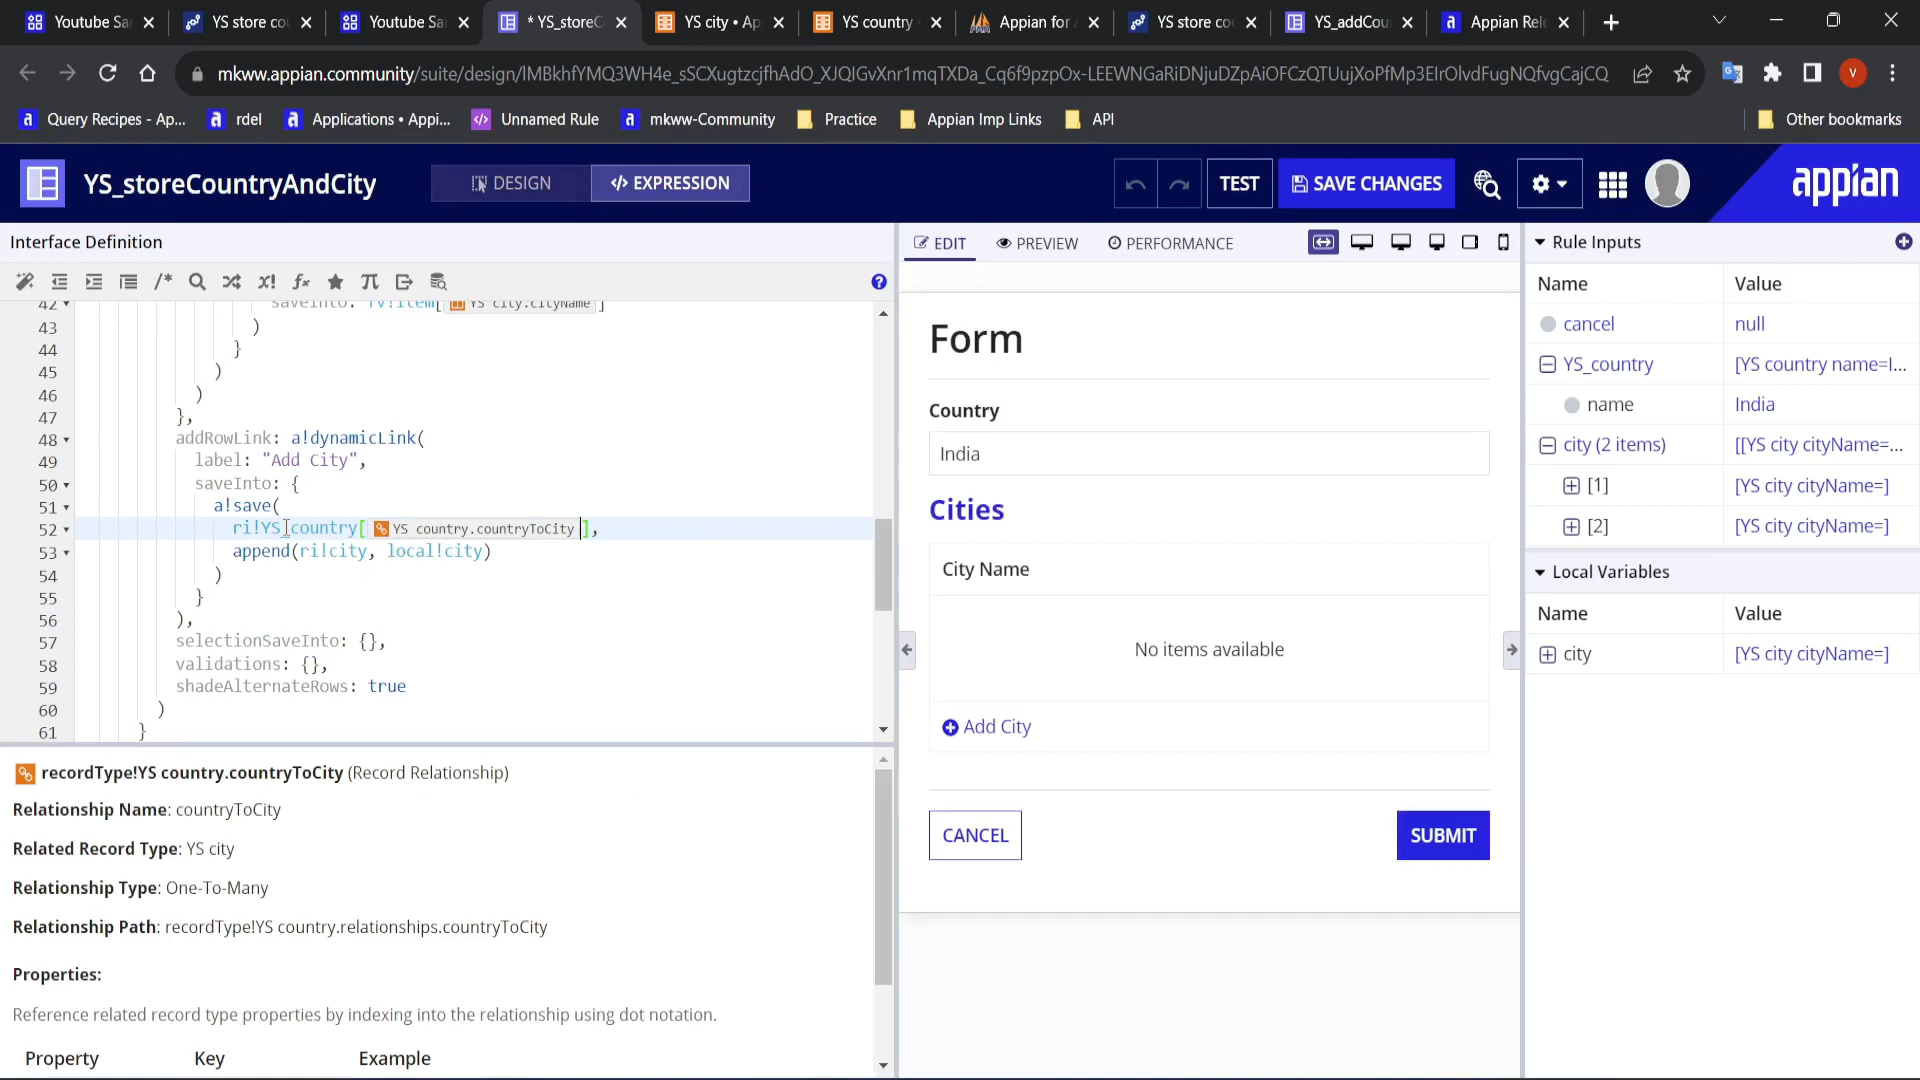 Youtube Sa
YS store co
Youtube Sa
* YS_storeC
YS city • Ap
YS country
Appian for
YS store co
YS_addCou
Appian Rel
mkww.appian.community/suite/design/lMBkhfYMQ3WH4e_sSCXugtzcjfhAdO_XJQIGvXnr1mqTXDa_Cq6f9pzpOx-LEEWNGaRiDNjuDZpAiOFCzQTUujXoPfMp3EIrOlvdFugNQfvgCajCQ
V
Query Recipes - Ap...
rdel
Applications • Appi...
Unnamed Rule
mkww-Community
Practice
Appian Imp Links
API
Other bookmarks
YS_storeCountryAndCity
DESIGN
EXPRESSION
TEST
SAVE CHANGES
appian
Interface Definition
42 saveInto: rv!item[ YS city.cityName ]
43 )
44 }
45 )
46 )
47 },
48 addRowLink: a!dynamicLink(
49 label: "Add City",
50 saveInto: {
51 a!save(
52 ri!YS_country[ YS country.countryToCity ],
53 append(ri!city, local!city)
54 )
55 }
56 ),
57 selectionSaveInto: {},
58 validations: {},
59 shadeAlternateRows: true
60 )
61 }
recordType!YS country.countryToCity (Record Relationship)
Relationship Name: countryToCity
Related Record Type: YS city
Relationship Type: One-To-Many
Relationship Path: recordType!YS country.relationships.countryToCity
Properties:
Reference related record type properties by indexing into the relationship using dot notation.
Property Key Example
EDIT
PREVIEW
PERFORMANCE
Form
Country
India
Cities
City Name
No items available
Add City
CANCEL
SUBMIT
Rule Inputs
Name Value
cancel null
YS_country [YS country name=I...
name India
city (2 items) [[YS city cityName=...
[1] [YS city cityName=]
[2] [YS city cityName=]
Local Variables
Name Value
city [YS city cityName=]